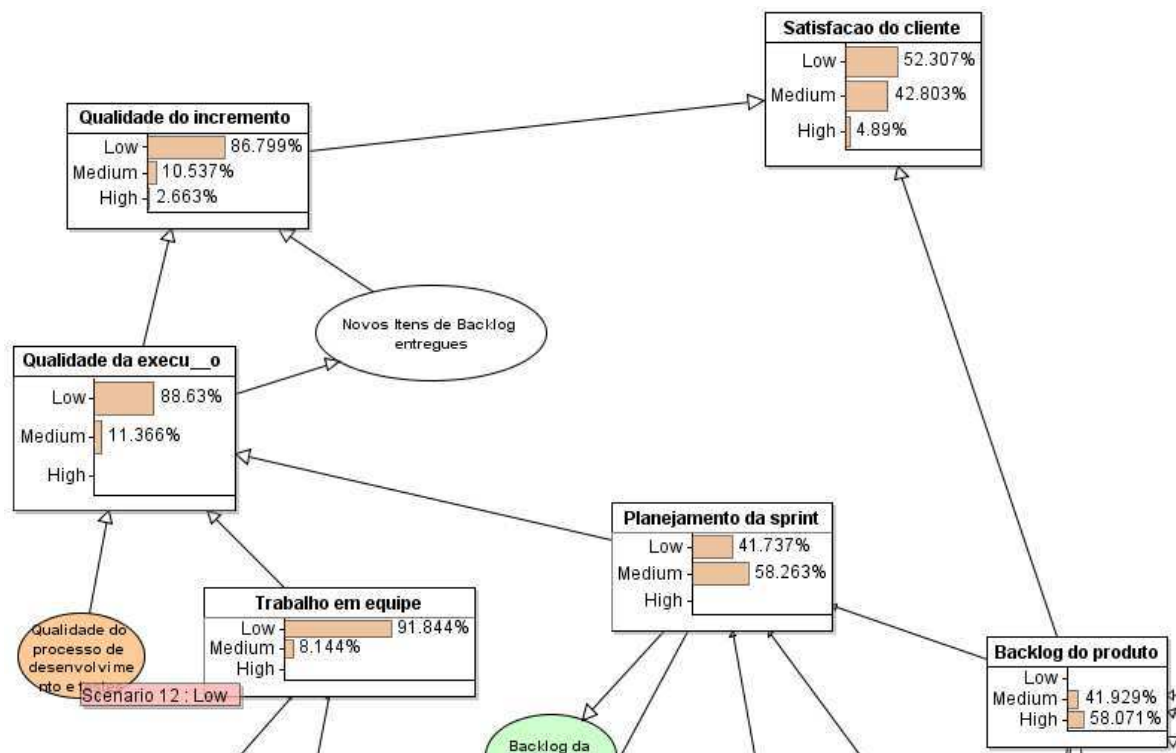 Satisfacao do cliente
Low 52.307%
Medium 42.803%
High 4.89%
Qualidade do incremento
Low 86.799%
Medium 10.537%
High 2.663%
Novos Itens de Backlog
entregues
Qualidade da execu__o
Low 88.63%
Medium 11.366%
High
Planejamento da sprint
Low 41.737%
Medium 58.263%
High
Trabalho em equipe
Low 91.844%
Medium 8.144%
High
Qualidade do
processo de
desenvolvime
nto e
Scenario 12 : Low
Backlog do produto
Low
Medium 41.929%
High 58.071%
Backlog da